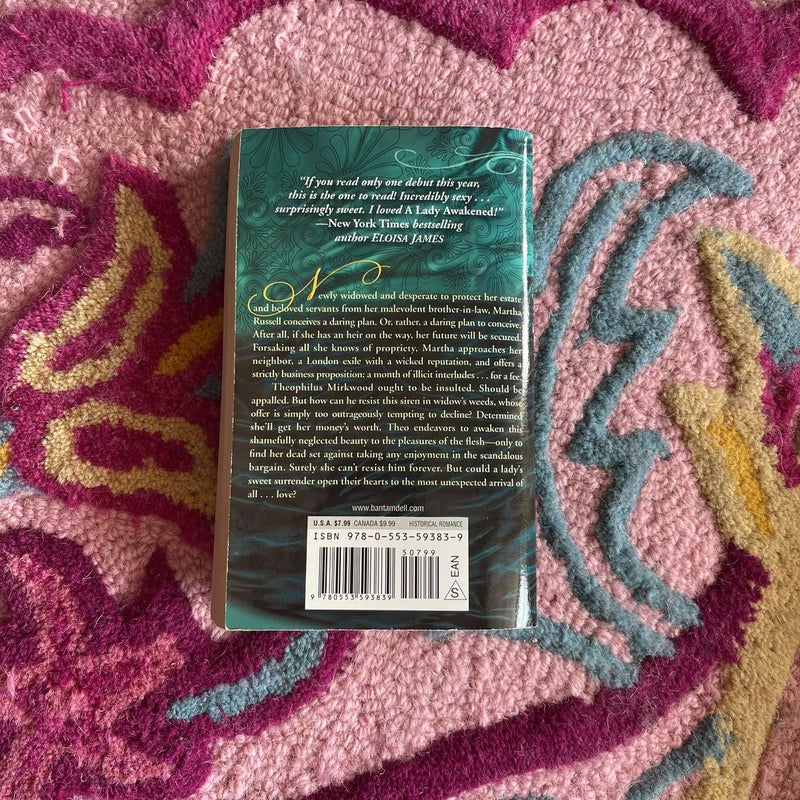 “If you read only one debut this year,
this is the one to read! Incredibly sexy . . .
surprisingly sweet. I loved A Lady Awakened!”
—New York Times bestselling
author ELOISA JAMES
Newly widowed and desperate to protect her estate
and beloved servants from her malevolent brother-in-law, Martha
Russell conceives a daring plan. Or, rather, a daring plan to conceive.
After all, if she has an heir on the way, her future will be secured.
Forsaking all she knows of propriety, Martha approaches her
neighbor, a London exile with a wicked reputation, and offers a
strictly business proposition: a month of illicit interludes . . . for a fee.
Theophilus Mirkwood ought to be insulted. Should be
appalled. But how can he resist this siren in widow’s weeds, whose
offer is simply too outrageously tempting to decline? Determined
she’ll get her money’s worth, Theo endeavors to awaken this
shamefully neglected beauty to the pleasures of the flesh—only to
find her dead set against taking any enjoyment in the scandalous
bargain. Surely she can’t resist him forever. But could a lady’s
sweet surrender open their hearts to the most unexpected arrival of
all . . . love?
www.bantamdell.com
U.S.A. $7.99 CANADA $9.99 HISTORICAL ROMANCE
ISBN 978-0-553-59383-9
50799
9 780553 593839
EAN
S